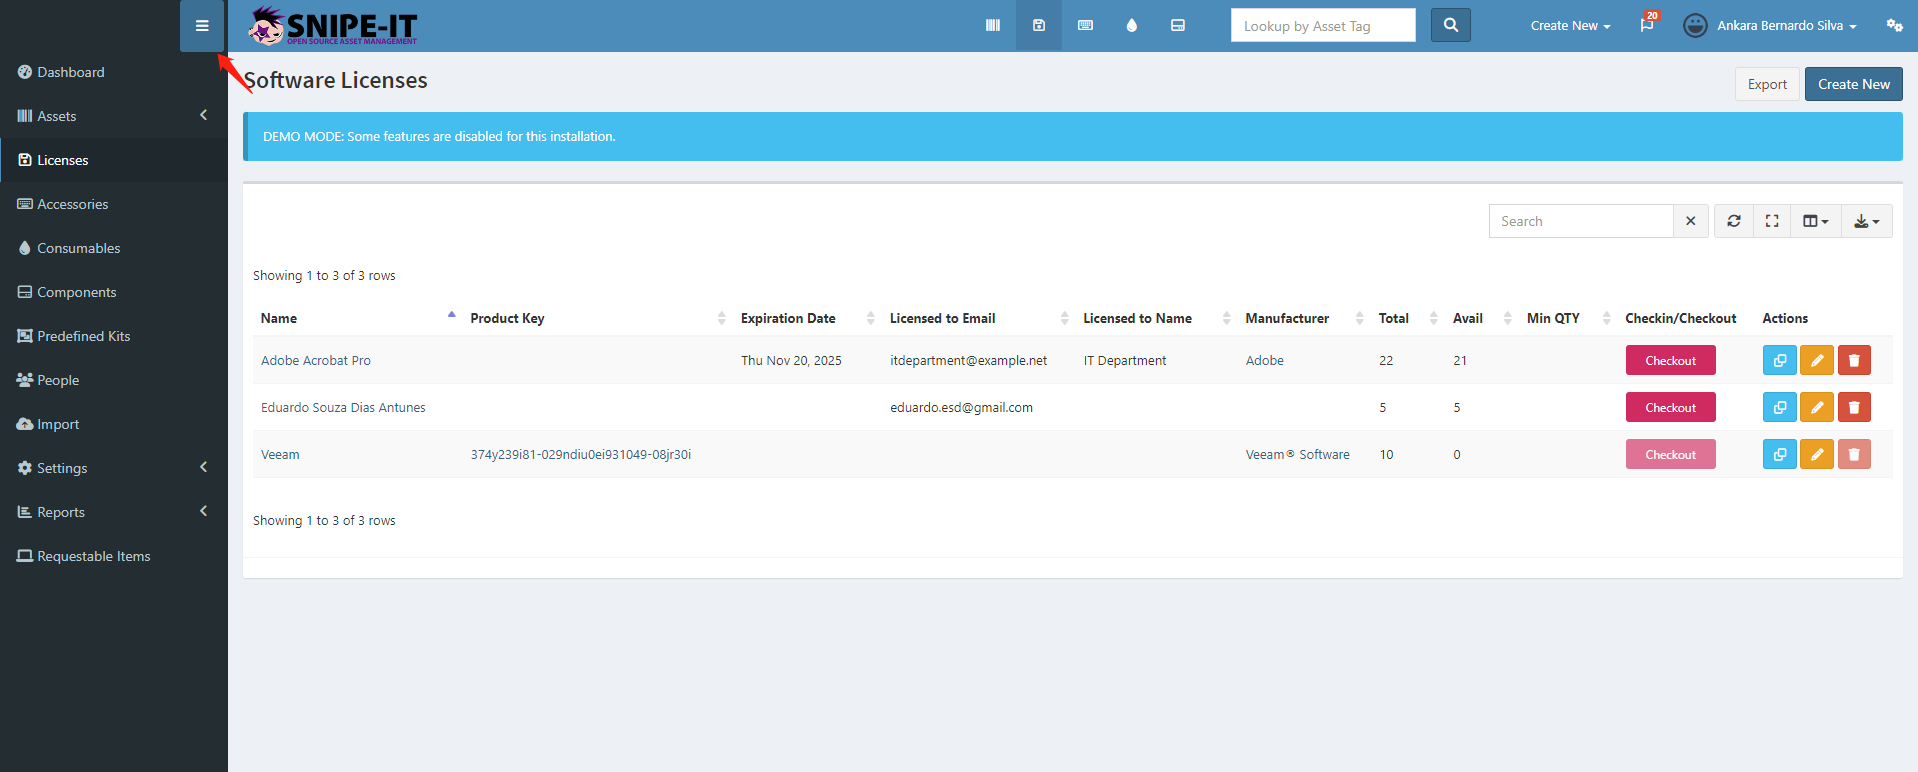 SNIPE-IT
OPEN SOURCE ASSET MANAGEMENT
Lookup by Asset Tag
Create New
20
Ankara Bernardo Silva
Dashboard
Assets
Licenses
Accessories
Consumables
Components
Predefined Kits
People
Import
Settings
Reports
Requestable Items
Software Licenses
Export
Create New
DEMO MODE: Some features are disabled for this installation.
Search
Showing 1 to 3 of 3 rows
Name Product Key Expiration Date Licensed to Email Licensed to Name Manufacturer Total Avail Min QTY Checkin/Checkout Actions
Adobe Acrobat Pro Thu Nov 20, 2025 itdepartment@example.net IT Department Adobe 22 21 Checkout
Eduardo Souza Dias Antunes eduardo.esd@gmail.com 5 5 Checkout
Veeam 374y239i81-029ndiu0ei931049-08jr30i Veeam® Software 10 0 Checkout
Showing 1 to 3 of 3 rows